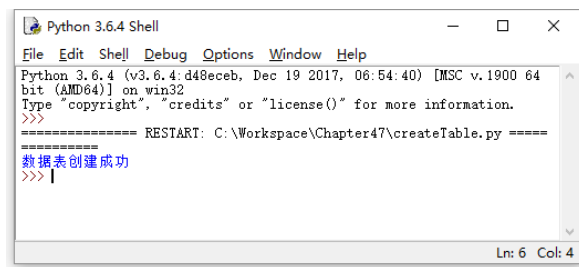 Python 3.6.4 Shell
File Edit Shell Debug Options Window Help
Python 3.6.4 (v3.6.4:d48eceb, Dec 19 2017, 06:54:40) [MSC v.1900 64
bit (AMD64)] on win32
Type "copyright", "credits" or "license()" for more information.
>>>
=============== RESTART: C:\Workspace\Chapter47\createTable.py =====
==========
数据表创建成功
>>>
Ln: 6 Col: 4